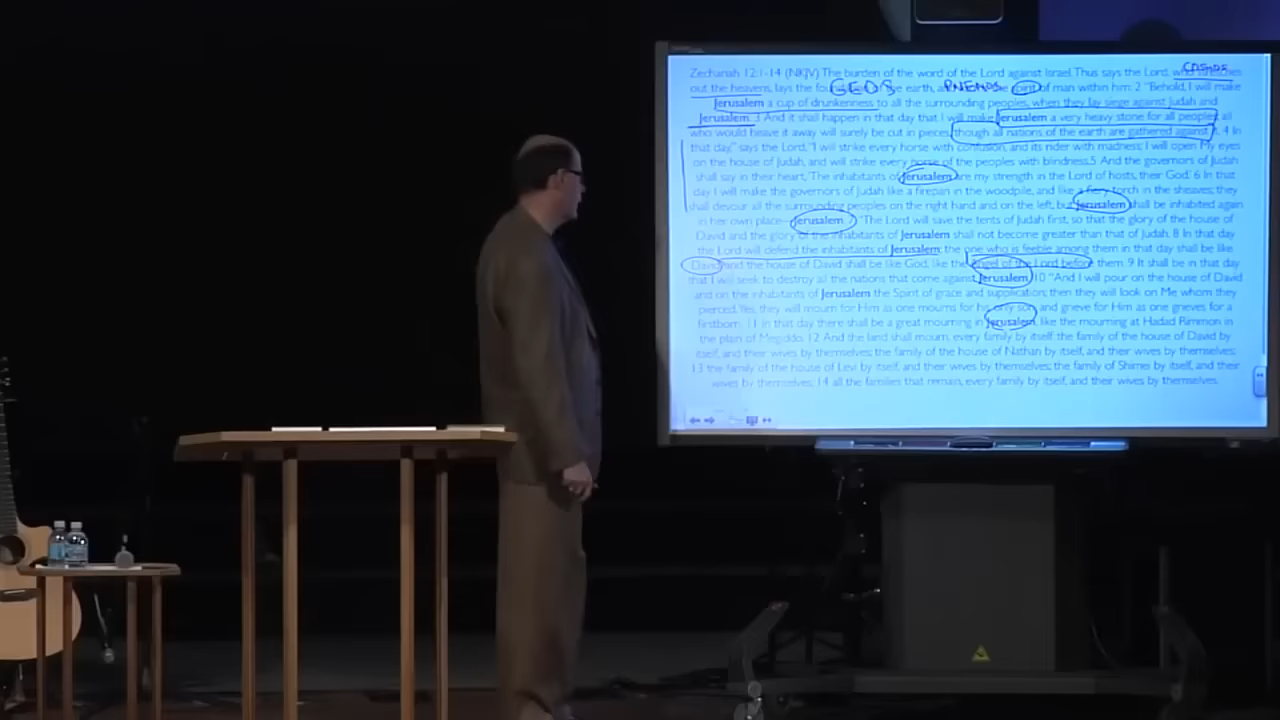 Zechariah 12:1-14 (NKJV) The burden of the word of the Lord against Israel. Thus says the Lord, who stretches
out the heavens, lays the earth, spirit of man within him: 2 "Behold, I will make
Jerusalem a cup of drunkenness to all the surrounding peoples, when they lay siege against Judah and
Jerusalem. 3 And it shall happen in that day that I will make Jerusalem a very heavy stone for all peoples; all
who would heave it away will surely be cut in pieces, though all nations of the earth are gathered against it. 4 In
that day," says the Lord, "I will strike every horse with confusion, and its rider with madness; I will open My eyes
on the house of Judah, and will strike every horse of the peoples with blindness. 5 And the governors of Judah
shall say in their heart, 'The inhabitants of Jerusalem are my strength in the Lord of hosts, their God.' 6 In that
day I will make the governors of Judah like a firepan in the woodpile, and like a fiery torch in the sheaves; they
shall devour all the surrounding peoples on the right hand and on the left, but Jerusalem shall be inhabited again
in her own place—Jerusalem. 7 "The Lord will save the tents of Judah first, so that the glory of the house of
David and the glory of the inhabitants of Jerusalem shall not become greater than that of Judah. 8 In that day
the Lord will defend the inhabitants of Jerusalem; the one who is feeble among them in that day shall be like
David, and the house of David shall be like God, like the Angel of the Lord before them. 9 It shall be in that day
that I will seek to destroy all the nations that come against Jerusalem. 10 "And I will pour on the house of David
and on the inhabitants of Jerusalem the Spirit of grace and supplication; then they will look on Me whom they
pierced. Yes, they will mourn for Him as one mourns for his only son, and grieve for Him as one grieves for a
firstborn. 11 In that day there shall be a great mourning in Jerusalem, like the mourning at Hadad Rimmon in
the plain of Megiddo. 12 And the land shall mourn, every family by itself: the family of the house of David by
itself, and their wives by themselves; the family of the house of Nathan by itself, and their wives by themselves;
13 the family of the house of Levi by itself, and their wives by themselves; the family of Shimei by itself, and their
wives by themselves; 14 all the families that remain, every family by itself, and their wives by themselves.